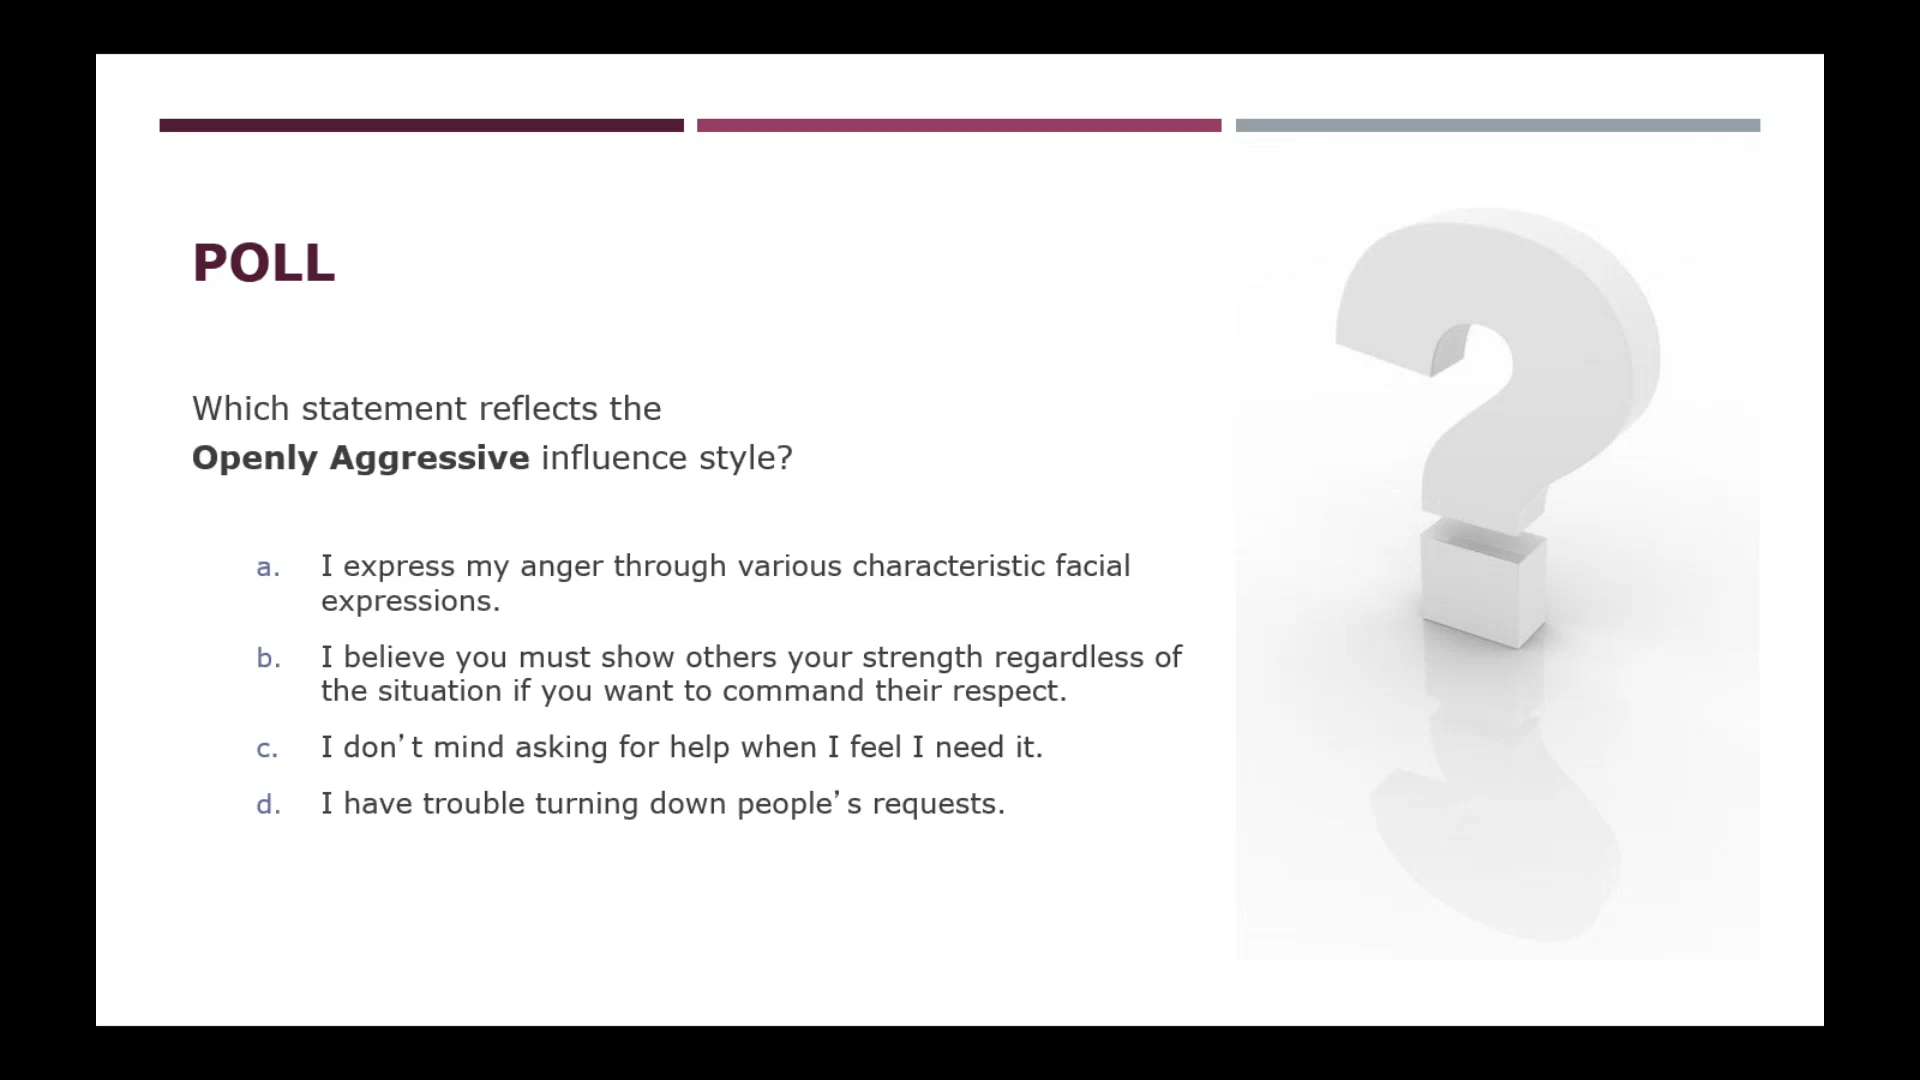 POLL
Which statement reflects the
Openly Aggressive influence style?
a. I express my anger through various characteristic facial
expressions.
b. I believe you must show others your strength regardless of
the situation if you want to command their respect.
c. I don’t mind asking for help when I feel I need it.
d. I have trouble turning down people’s requests.